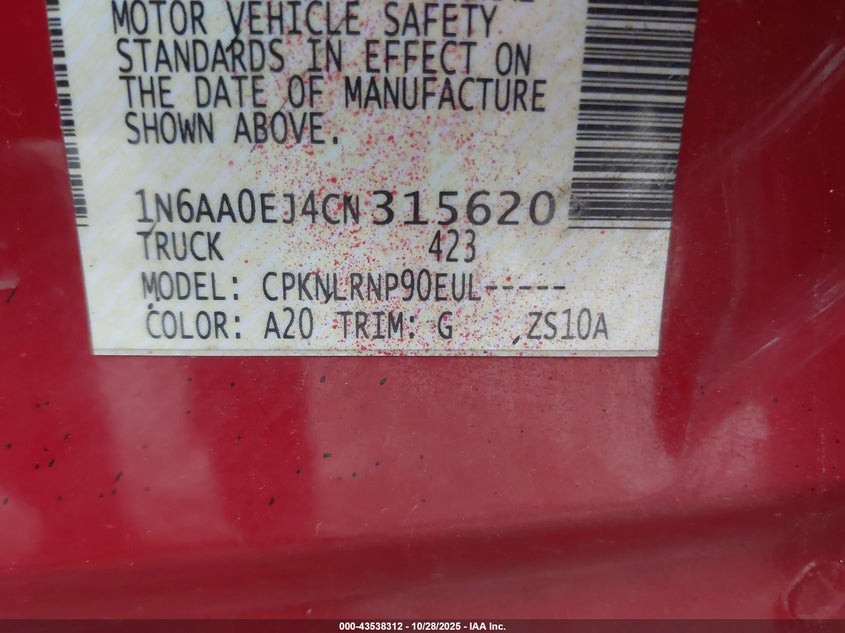 MOTOR VEHICLE SAFETY
STANDARDS IN EFFECT ON
THE DATE OF MANUFACTURE
SHOWN ABOVE.
1N6AA0EJ4CN315620
TRUCK 423
MODEL: CPKNLRNP90EUL-----
COLOR: A20 TRIM: G ZS10A
000-43538312 | 10/28/2025 - IAA Inc.